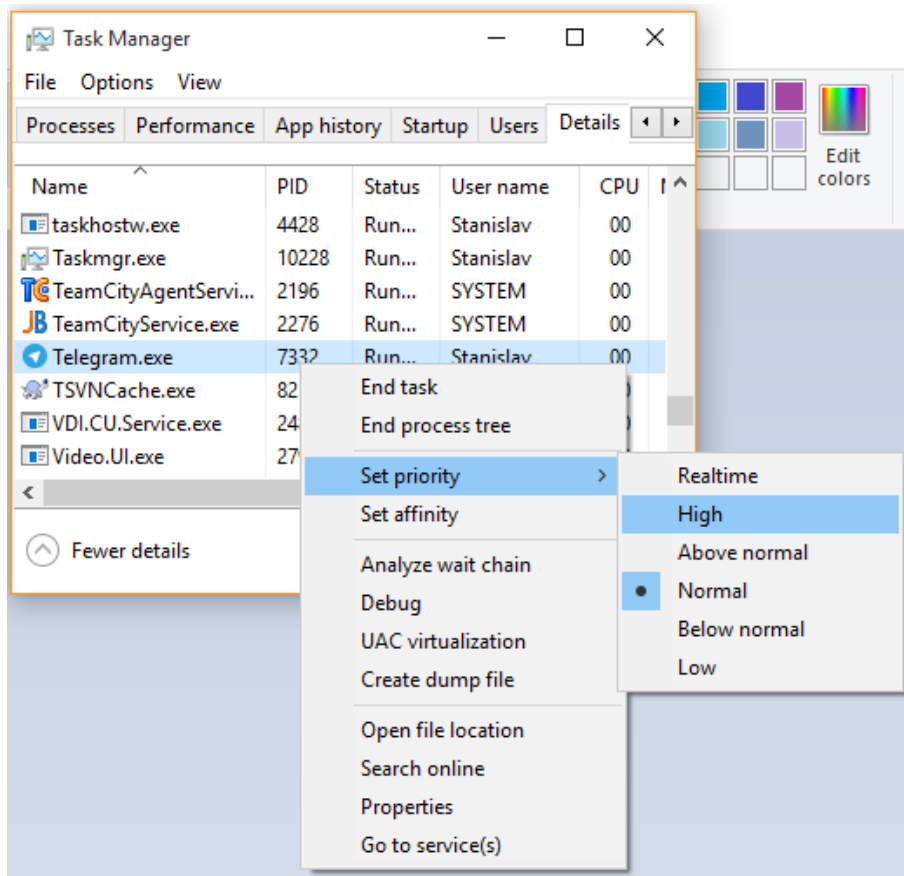 Task Manager
File Options View
Processes Performance App history Startup Users Details
Edit
colors
Name PID Status User name CPU
taskhostw.exe 4428 Run... Stanislav 00
Taskmgr.exe 10228 Run... Stanislav 00
TeamCityAgentServi... 2196 Run... SYSTEM 00
TeamCityService.exe 2276 Run... SYSTEM 00
Telegram.exe 7332 Run... Stanislav 00
TSVNCache.exe 82
VDI.CU.Service.exe 24
Video.UI.exe 27
Fewer details
End task
End process tree
Set priority
Set affinity
Analyze wait chain
Debug
UAC virtualization
Create dump file
Open file location
Search online
Properties
Go to service(s)
Realtime
High
Above normal
Normal
Below normal
Low